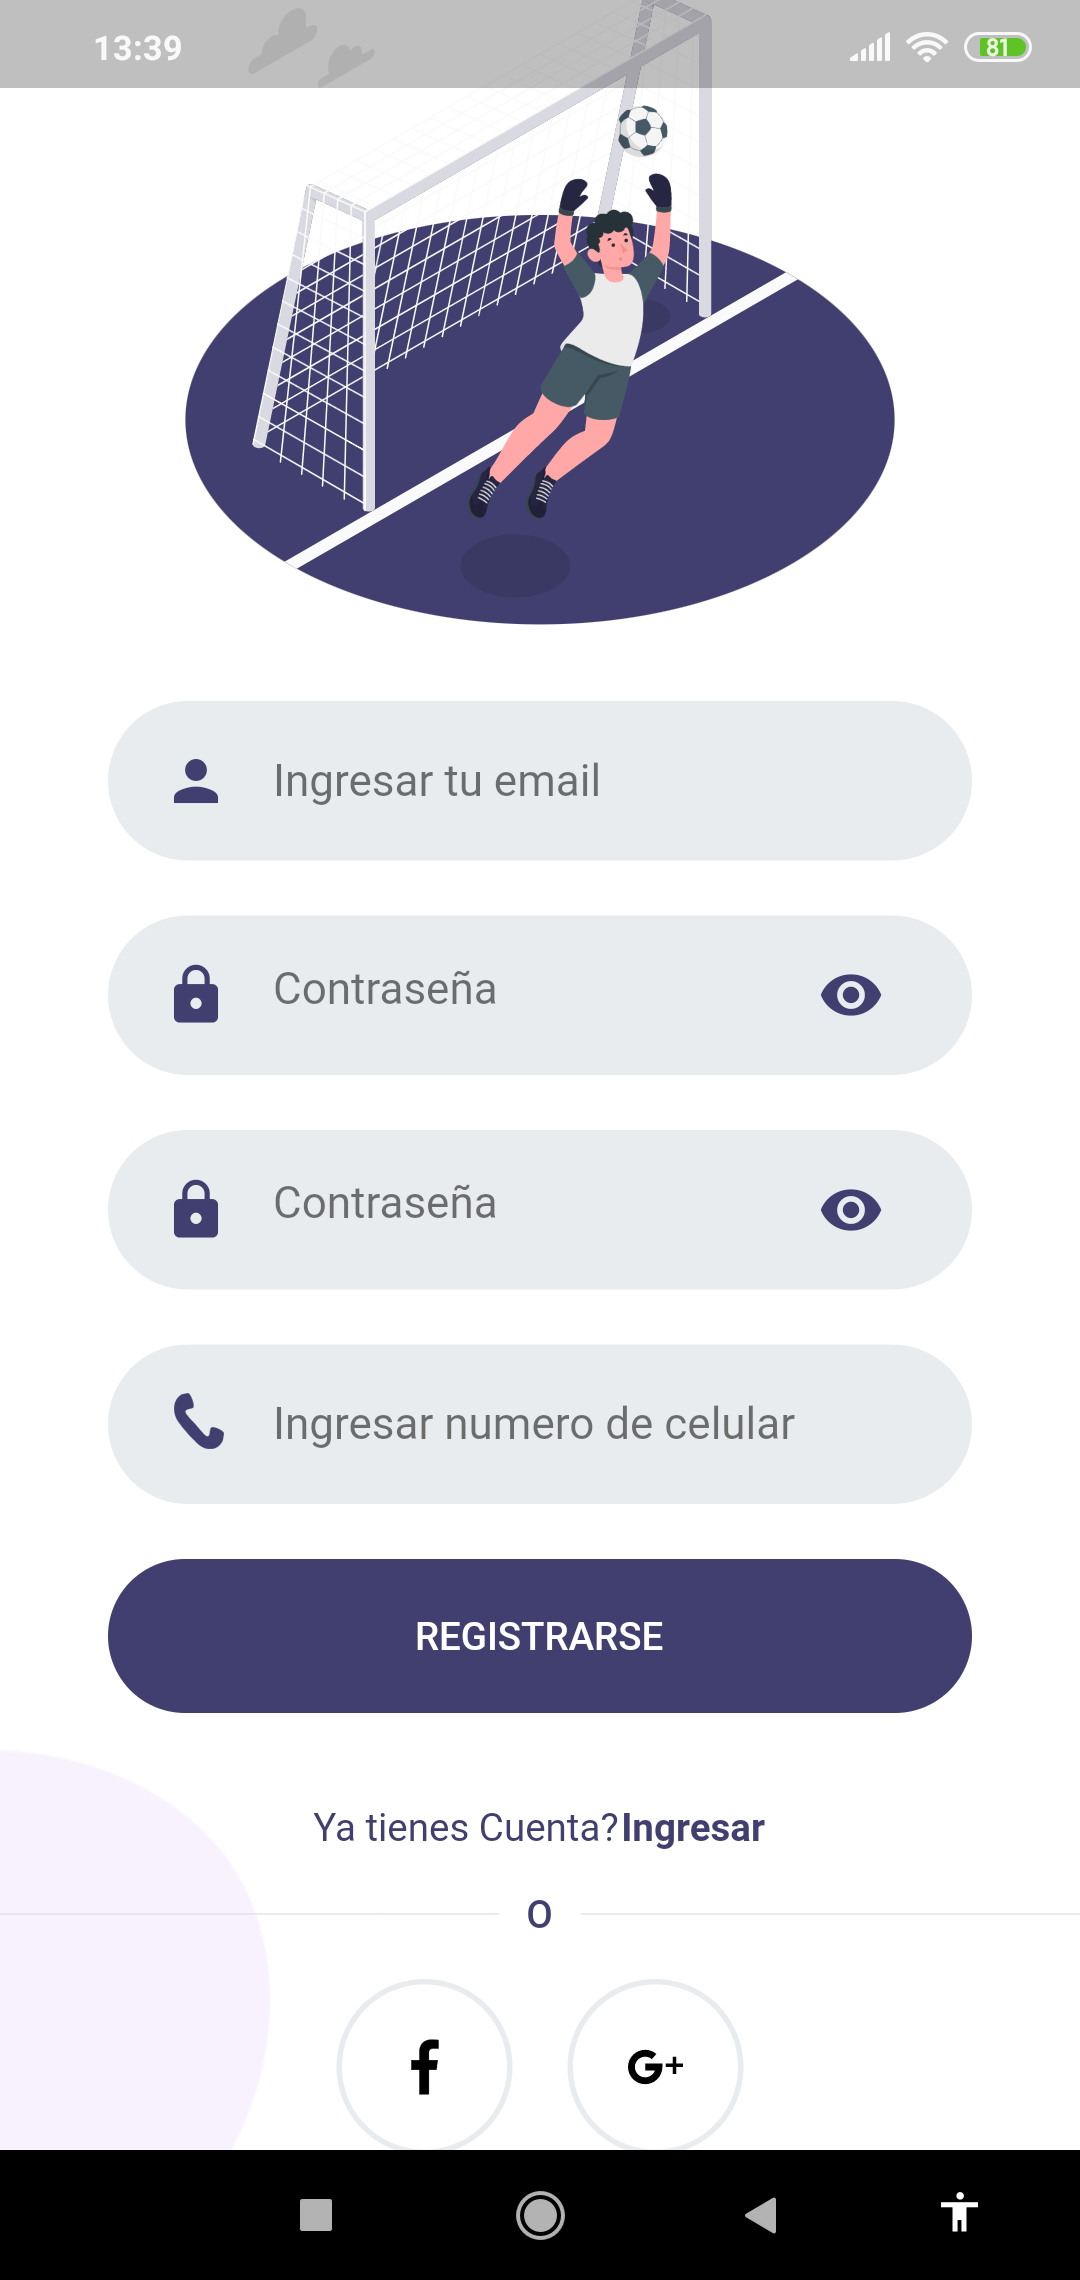 13:39
81
Ingresar tu email
Contraseña
Contraseña
Ingresar numero de celular
REGISTRARSE
Ya tienes Cuenta?Ingresar
O
f
G+